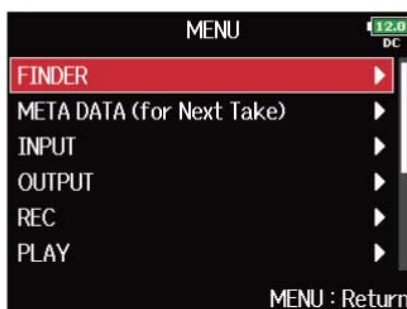 MENU
12.0
DC
FINDER
META DATA (for Next Take)
INPUT
OUTPUT
REC
PLAY
MENU : Return